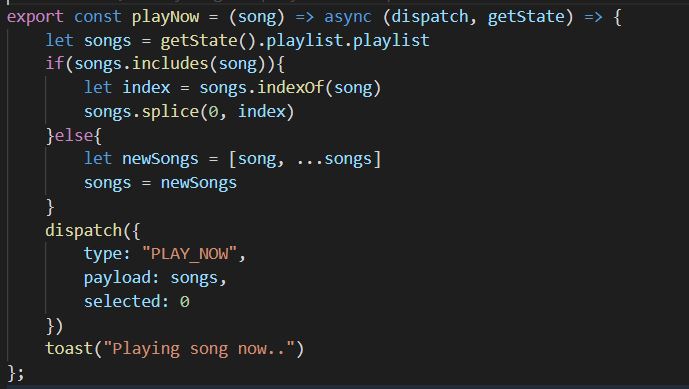 export const playNow = (song) => async (dispatch, getState) => {
    let songs = getState().playlist.playlist
    if(songs.includes(song)){
        let index = songs.indexOf(song)
        songs.splice(0, index)
    }else{
        let newSongs = [song, ...songs]
        songs = newSongs
    }
    dispatch({
        type: "PLAY_NOW",
        payload: songs,
        selected: 0
    })
    toast("Playing song now..")
};